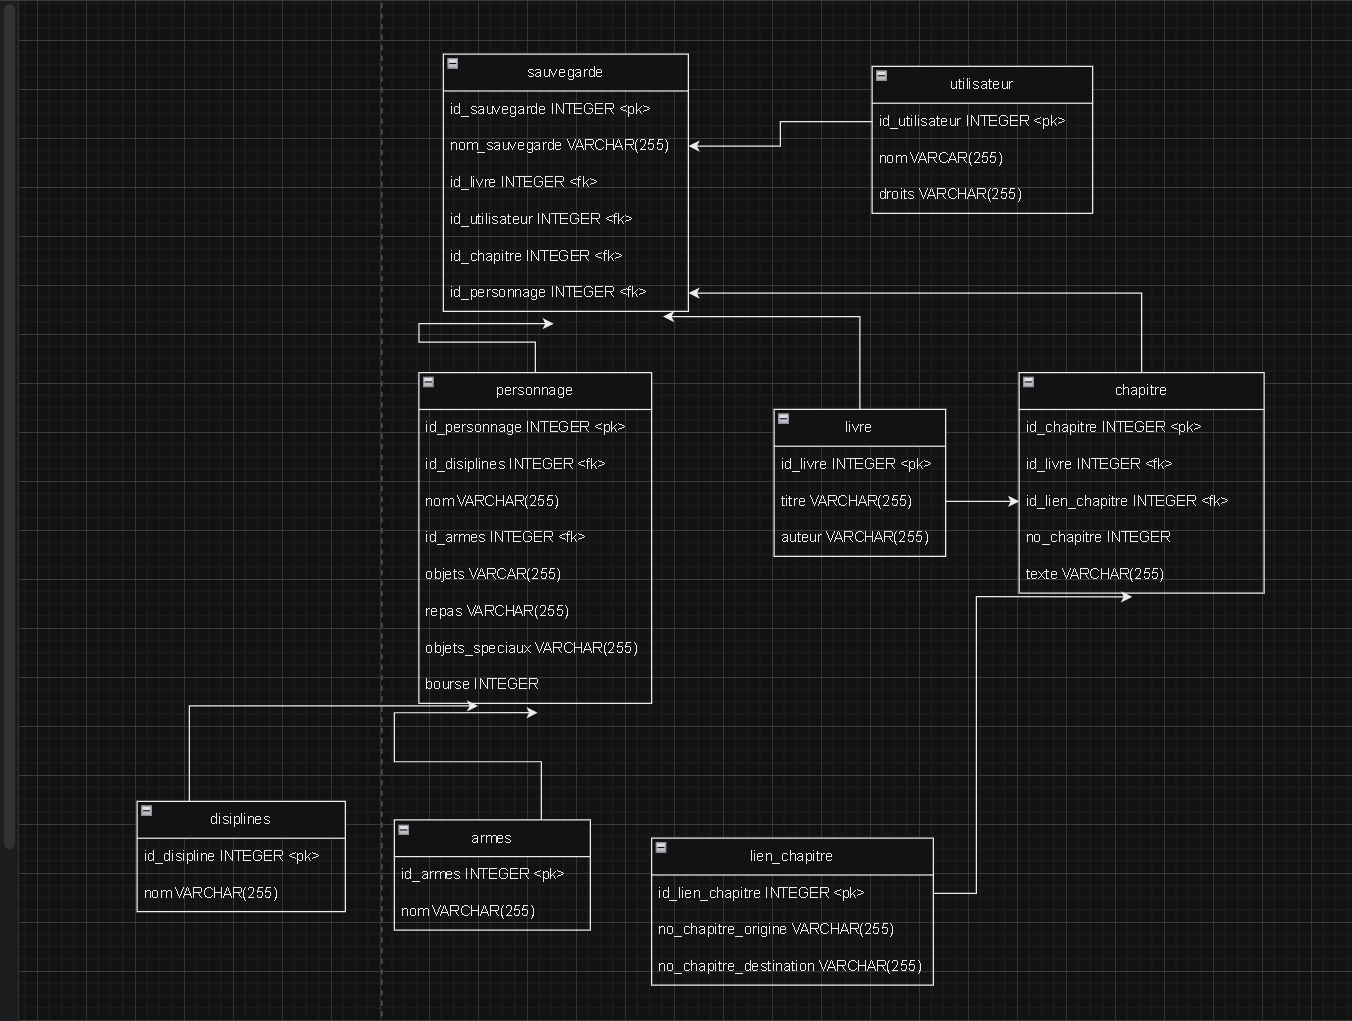 sauvegarde
id_sauvegarde INTEGER <pk>
nom_sauvegarde VARCHAR(255)
id_livre INTEGER <fk>
id_utilisateur INTEGER <fk>
id_chapitre INTEGER <fk>
id_personnage INTEGER <fk>
utilisateur
id_utilisateur INTEGER <pk>
nom VARCAR(255)
droits VARCHAR(255)
personnage
id_personnage INTEGER <pk>
id_disiplines INTEGER <fk>
nom VARCHAR(255)
id_armes INTEGER <fk>
objets VARCAR(255)
repas VARCHAR(255)
objets_speciaux VARCHAR(255)
bourse INTEGER
livre
id_livre INTEGER <pk>
titre VARCHAR(255)
auteur VARCHAR(255)
chapitre
id_chapitre INTEGER <pk>
id_livre INTEGER <fk>
id_lien_chapitre INTEGER <fk>
no_chapitre INTEGER
texte VARCHAR(255)
disiplines
id_disipline INTEGER <pk>
nom VARCHAR(255)
armes
id_armes INTEGER <pk>
nom VARCHAR(255)
lien_chapitre
id_lien_chapitre INTEGER <pk>
no_chapitre_origine VARCHAR(255)
no_chapitre_destination VARCHAR(255)